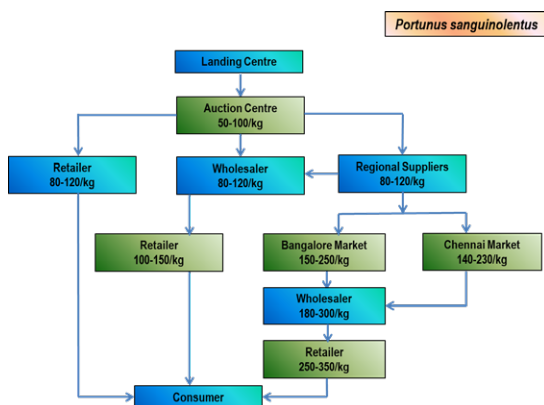 Portunus sanguinolentus
Landing Centre
Auction Centre
50-100/kg
Retailer
80-120/kg
Wholesaler
80-120/kg
Regional Suppliers
80-120/kg
Retailer
100-150/kg
Bangalore Market
150-250/kg
Chennai Market
140-230/kg
Wholesaler
180-300/kg
Retailer
250-350/kg
Consumer